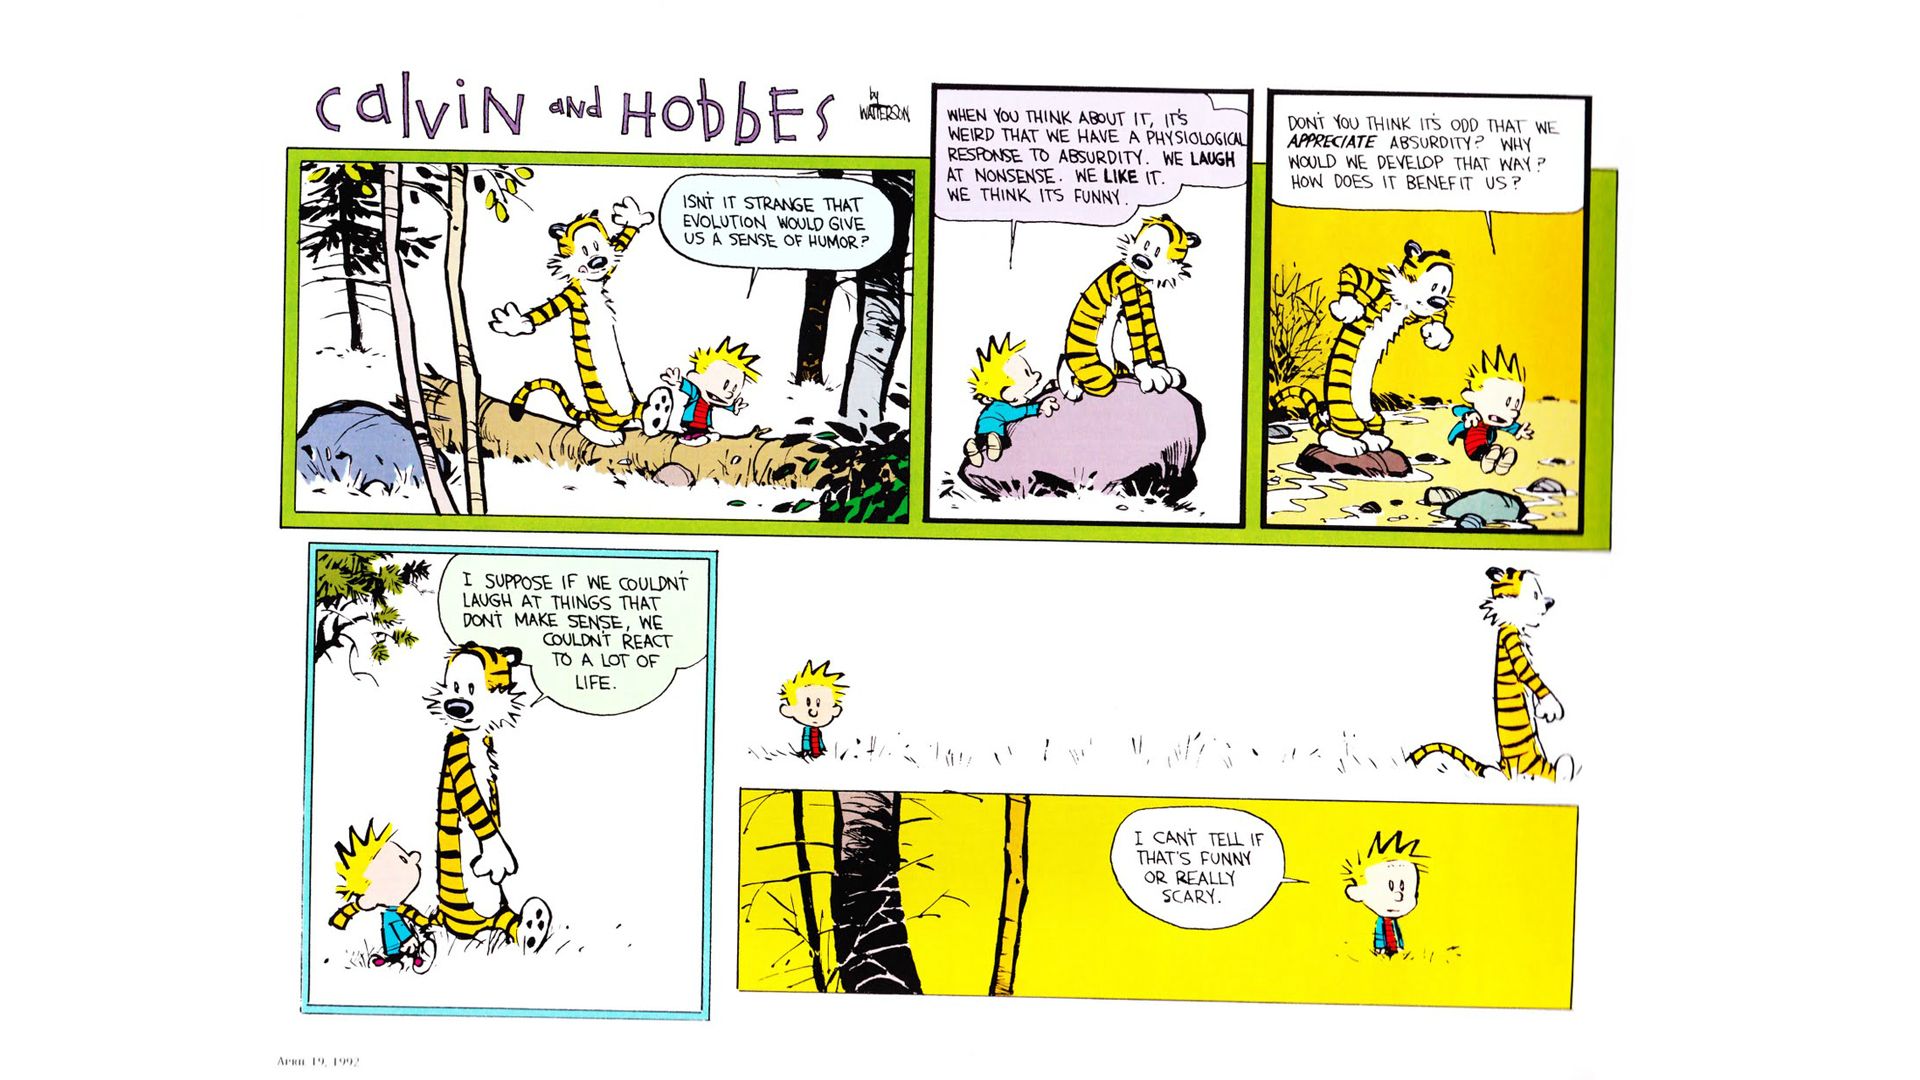 Calvin and Hobbes
by
WATTERSON
ISN'T IT STRANGE THAT
EVOLUTION WOULD GIVE
US A SENSE OF HUMOR?
WHEN YOU THINK ABOUT IT, IT'S
WEIRD THAT WE HAVE A PHYSIOLOGICAL
RESPONSE TO ABSURDITY. WE LAUGH
AT NONSENSE. WE LIKE IT.
WE THINK IT'S FUNNY.
DON'T YOU THINK IT'S ODD THAT WE
APPRECIATE ABSURDITY? WHY
WOULD WE DEVELOP THAT WAY?
HOW DOES IT BENEFIT US?
I SUPPOSE IF WE COULDN'T
LAUGH AT THINGS THAT
DON'T MAKE SENSE, WE
COULDN'T REACT
TO A LOT OF
LIFE.
I CAN'T TELL IF
THAT'S FUNNY
OR REALLY
SCARY.
APRIL 19, 1992